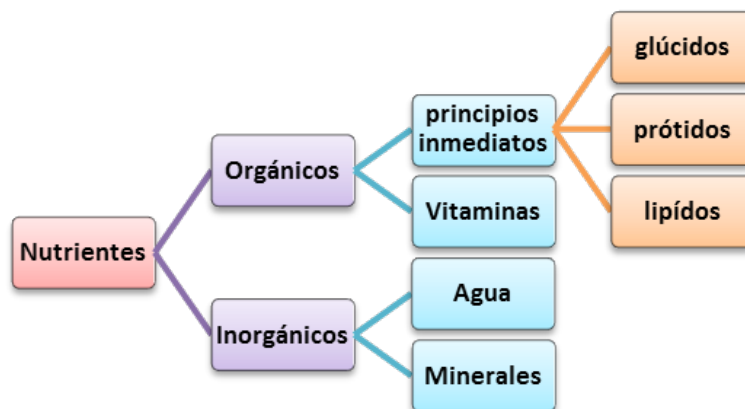 Nutrientes
Orgánicos
principios
inmediatos
glúcidos
prótidos
lipídos
Vitaminas
Inorgánicos
Agua
Minerales